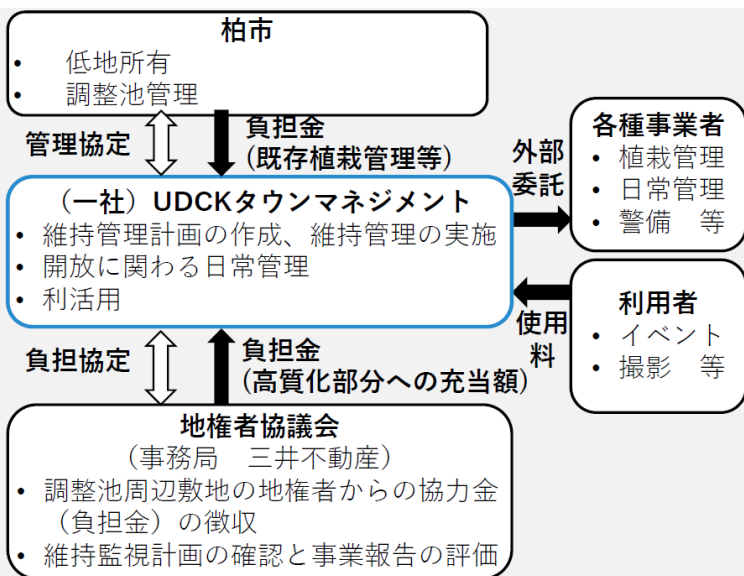 柏市
• 低地所有
• 調整池管理
管理協定
負担金
(既存植栽管理等)
（一社）UDCKタウンマネジメント
• 維持管理計画の作成、維持管理の実施
• 開放に関わる日常管理
• 利活用
外部
委託
各種事業者
• 植栽管理
• 日常管理
• 警備　等
使用
料
利用者
• イベント
• 撮影　等
負担協定
負担金
(高質化部分への充当額)
地権者協議会
（事務局　三井不動産）
• 調整池周辺敷地の地権者からの協力金
（負担金）の徴収
• 維持監視計画の確認と事業報告の評価